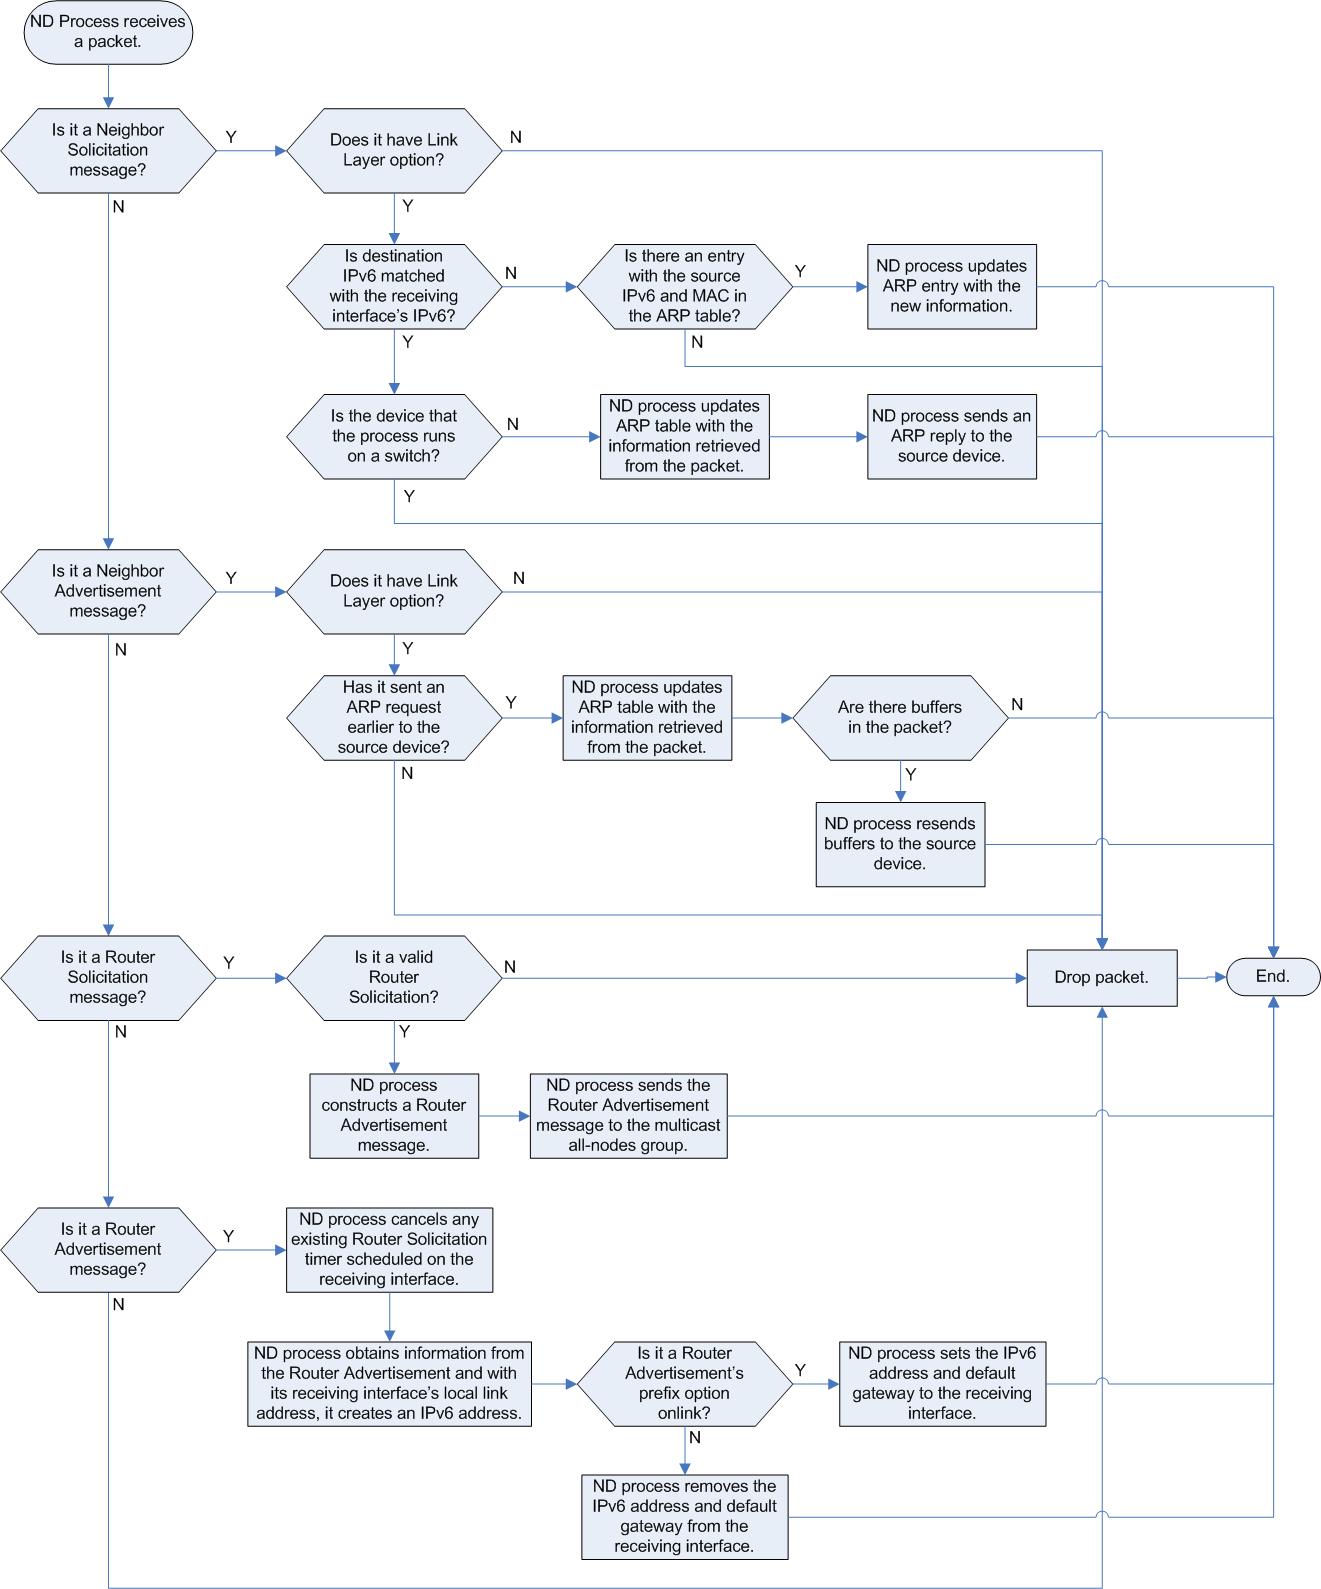 ND Process receives
a packet.
Is it a Neighbor
Solicitation
message?
Y
Does it have Link
Layer option?
N
N
Y
Is destination
IPv6 matched
with the receiving
interface's IPv6?
N
Is there an entry
with the source
IPv6 and MAC in
the ARP table?
Y
ND process updates
ARP entry with the
new information.
Y
N
Is the device that
the process runs
on a switch?
N
ND process updates
ARP table with the
information retrieved
from the packet.
ND process sends an
ARP reply to the
source device.
Y
Is it a Neighbor
Advertisement
message?
Y
Does it have Link
Layer option?
N
N
Y
Has it sent an
ARP request
earlier to the
source device?
Y
ND process updates
ARP table with the
information retrieved
from the packet.
Are there buffers
in the packet?
N
N
Y
ND process resends
buffers to the source
device.
Is it a Router
Solicitation
message?
Y
Is it a valid
Router
Solicitation?
N
Drop packet.
End.
N
Y
ND process
constructs a Router
Advertisement
message.
ND process sends the
Router Advertisement
message to the multicast
all-nodes group.
Is it a Router
Advertisement
message?
Y
ND process cancels any
existing Router Solicitation
timer scheduled on the
receiving interface.
N
ND process obtains information from
the Router Advertisement and with
its receiving interface's local link
address, it creates an IPv6 address.
Is it a Router
Advertisement's
prefix option
onlink?
Y
ND process sets the IPv6
address and default
gateway to the receiving
interface.
N
ND process removes the
IPv6 address and default
gateway from the
receiving interface.